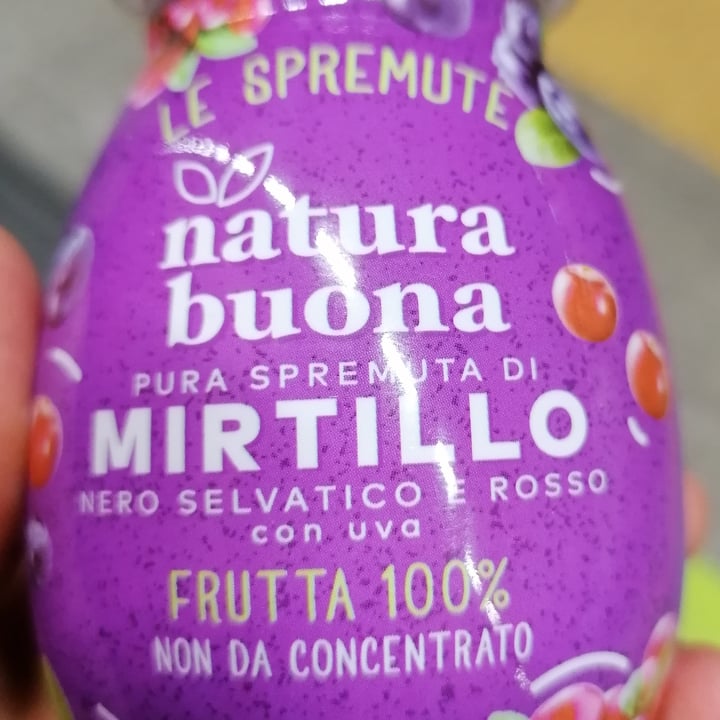 LE SPREMUTE
natura
buona
PURA SPREMUTA DI
MIRTILLO
NERO SELVATICO E ROSSO
con uva
FRUTTA 100%
NON DA CONCENTRATO